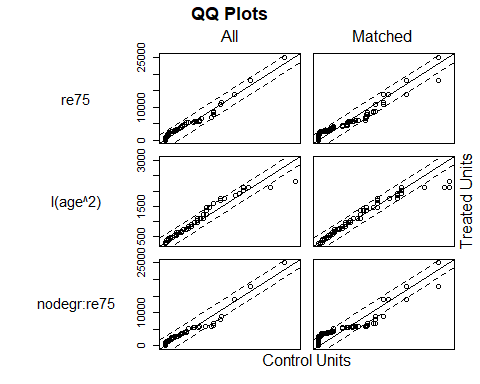 QQ Plots
All
Matched
re75
0 10000 25000
I(age^2)
500 1500 3000
Treated Units
nodegr:re75
0 10000 25000
Control Units